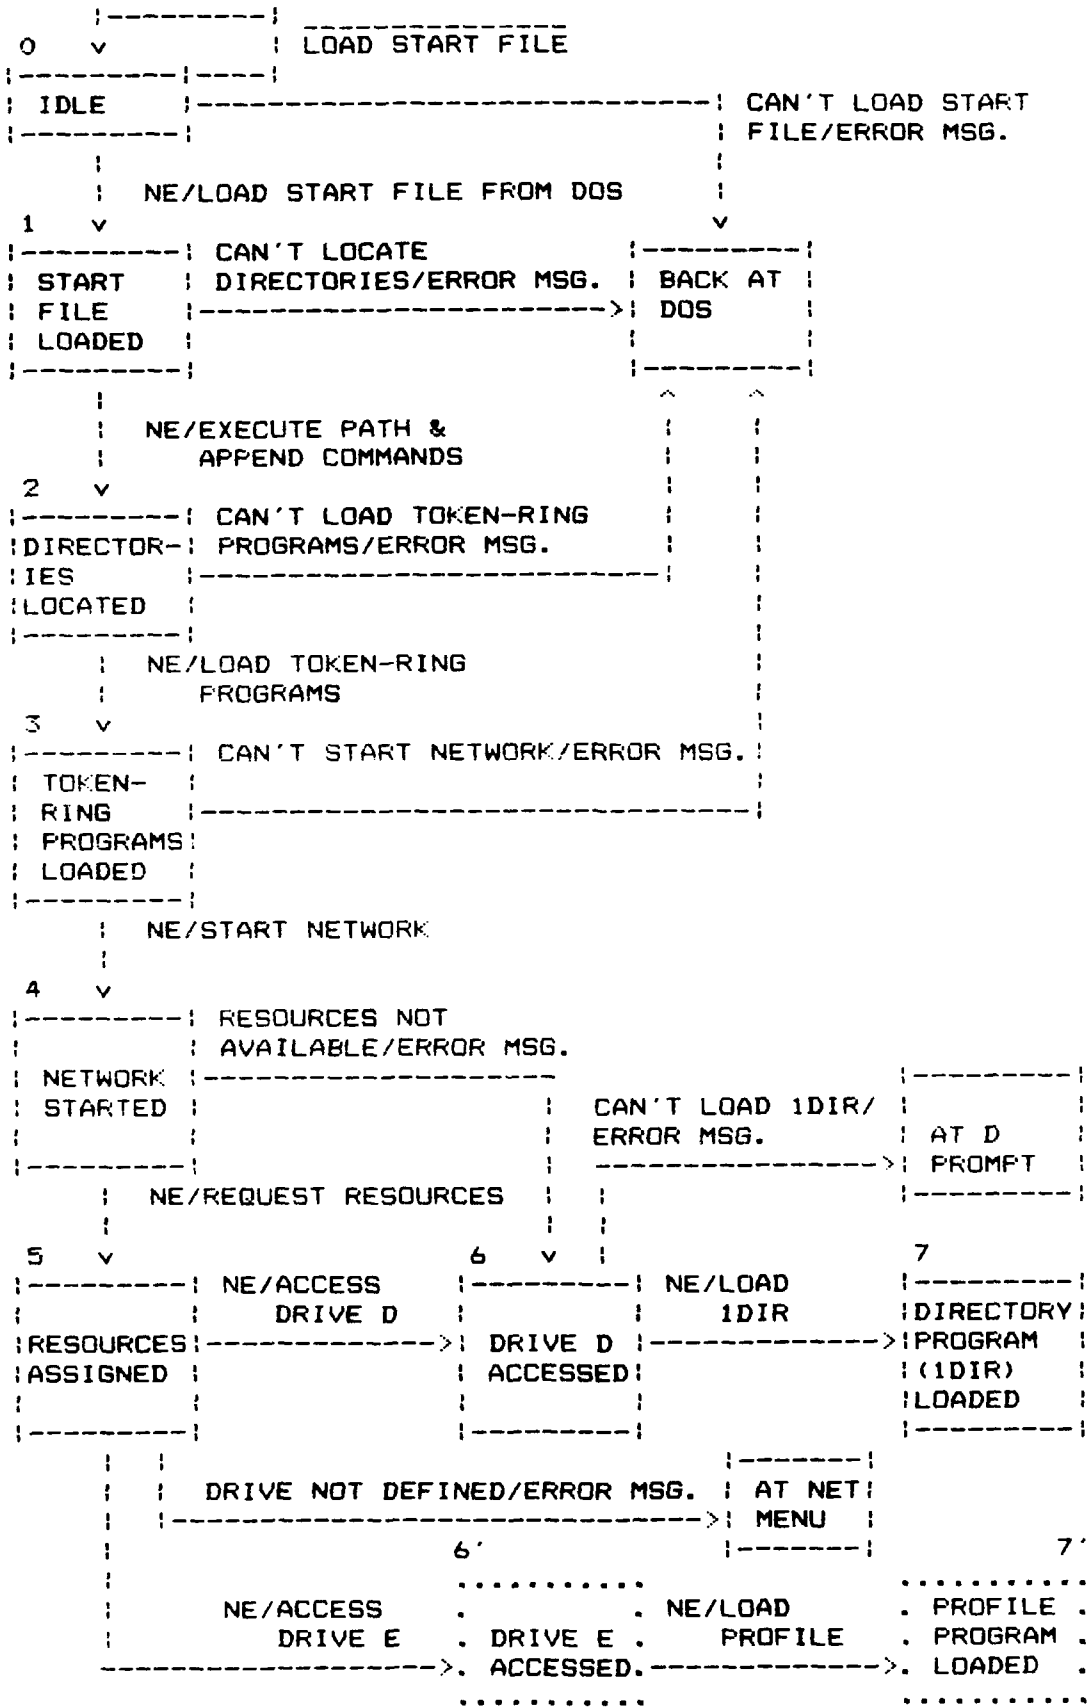 0
LOAD START FILE
IDLE
CAN'T LOAD START
FILE/ERROR MSG.
NE/LOAD START FILE FROM DOS
1
CAN'T LOCATE
DIRECTORIES/ERROR MSG.
START
FILE
LOADED
BACK AT
DOS
NE/EXECUTE PATH &
APPEND COMMANDS
2
CAN'T LOAD TOKEN-RING
PROGRAMS/ERROR MSG.
DIRECTOR-
IES
LOCATED
NE/LOAD TOKEN-RING
PROGRAMS
3
CAN'T START NETWORK/ERROR MSG.
TOKEN-
RING
PROGRAMS
LOADED
NE/START NETWORK
4
RESOURCES NOT
AVAILABLE/ERROR MSG.
NETWORK
STARTED
CAN'T LOAD 1DIR/
ERROR MSG.
AT D
PROMPT
NE/REQUEST RESOURCES
5
6
7
NE/ACCESS
DRIVE D
NE/LOAD
1DIR
RESOURCES
ASSIGNED
DRIVE D
ACCESSED
DIRECTORY
PROGRAM
(1DIR)
LOADED
DRIVE NOT DEFINED/ERROR MSG.
AT NET
MENU
6'
7'
NE/ACCESS
DRIVE E
DRIVE E
ACCESSED
NE/LOAD
PROFILE
PROFILE
PROGRAM
LOADED